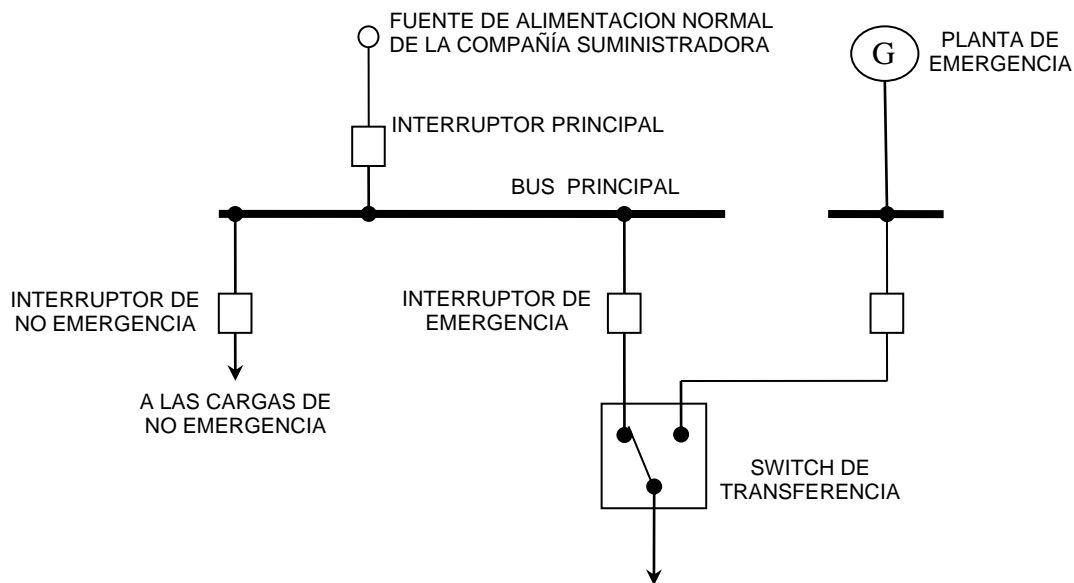 FUENTE DE ALIMENTACION NORMAL
DE LA COMPAÑÍA SUMINISTRADORA
G
PLANTA DE
EMERGENCIA
INTERRUPTOR PRINCIPAL
BUS PRINCIPAL
INTERRUPTOR DE
NO EMERGENCIA
INTERRUPTOR DE
EMERGENCIA
A LAS CARGAS DE
NO EMERGENCIA
SWITCH DE
TRANSFERENCIA